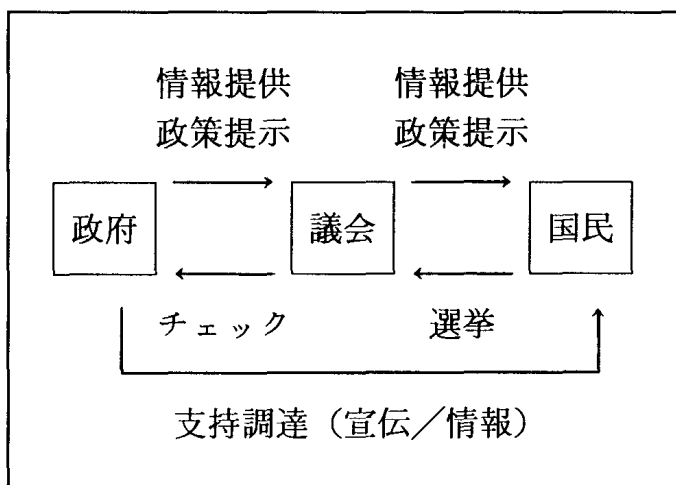 情報提供 情報提供
政策提示 政策提示
政府 議会 国民
チェック 選挙
支持調達（宣伝／情報）